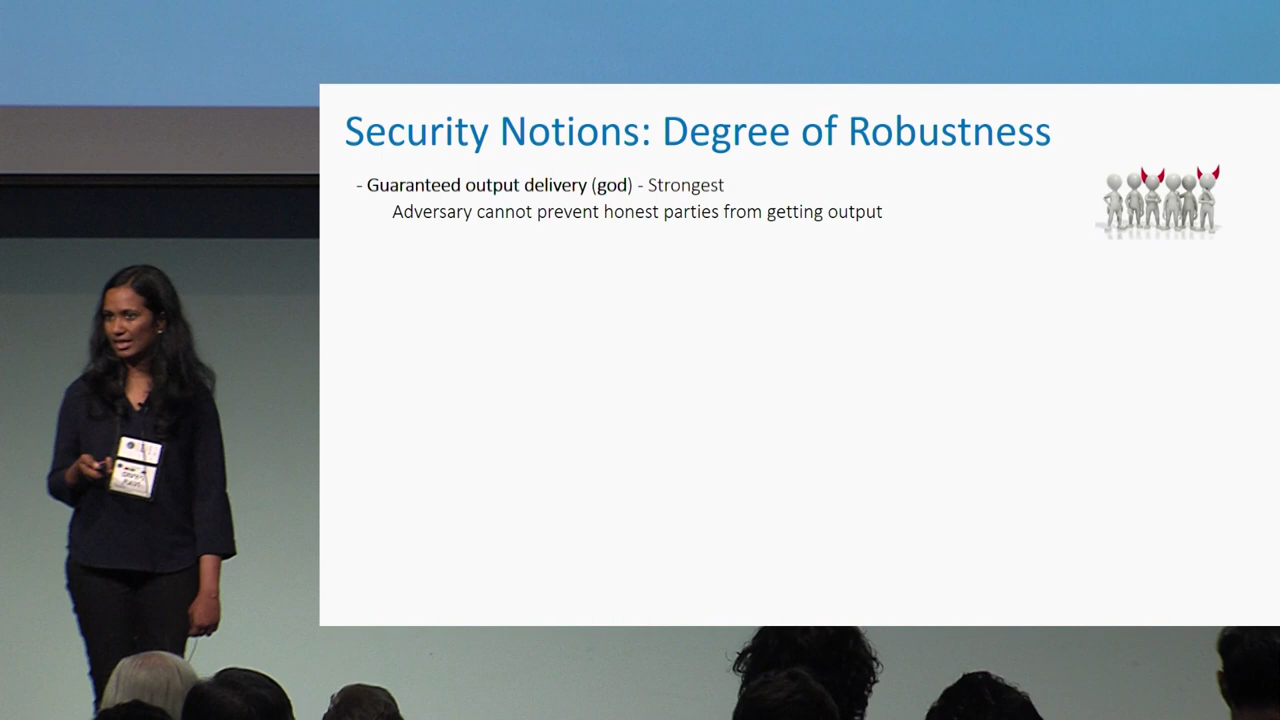 Security Notions: Degree of Robustness
- Guaranteed output delivery (god) - Strongest
Adversary cannot prevent honest parties from getting output